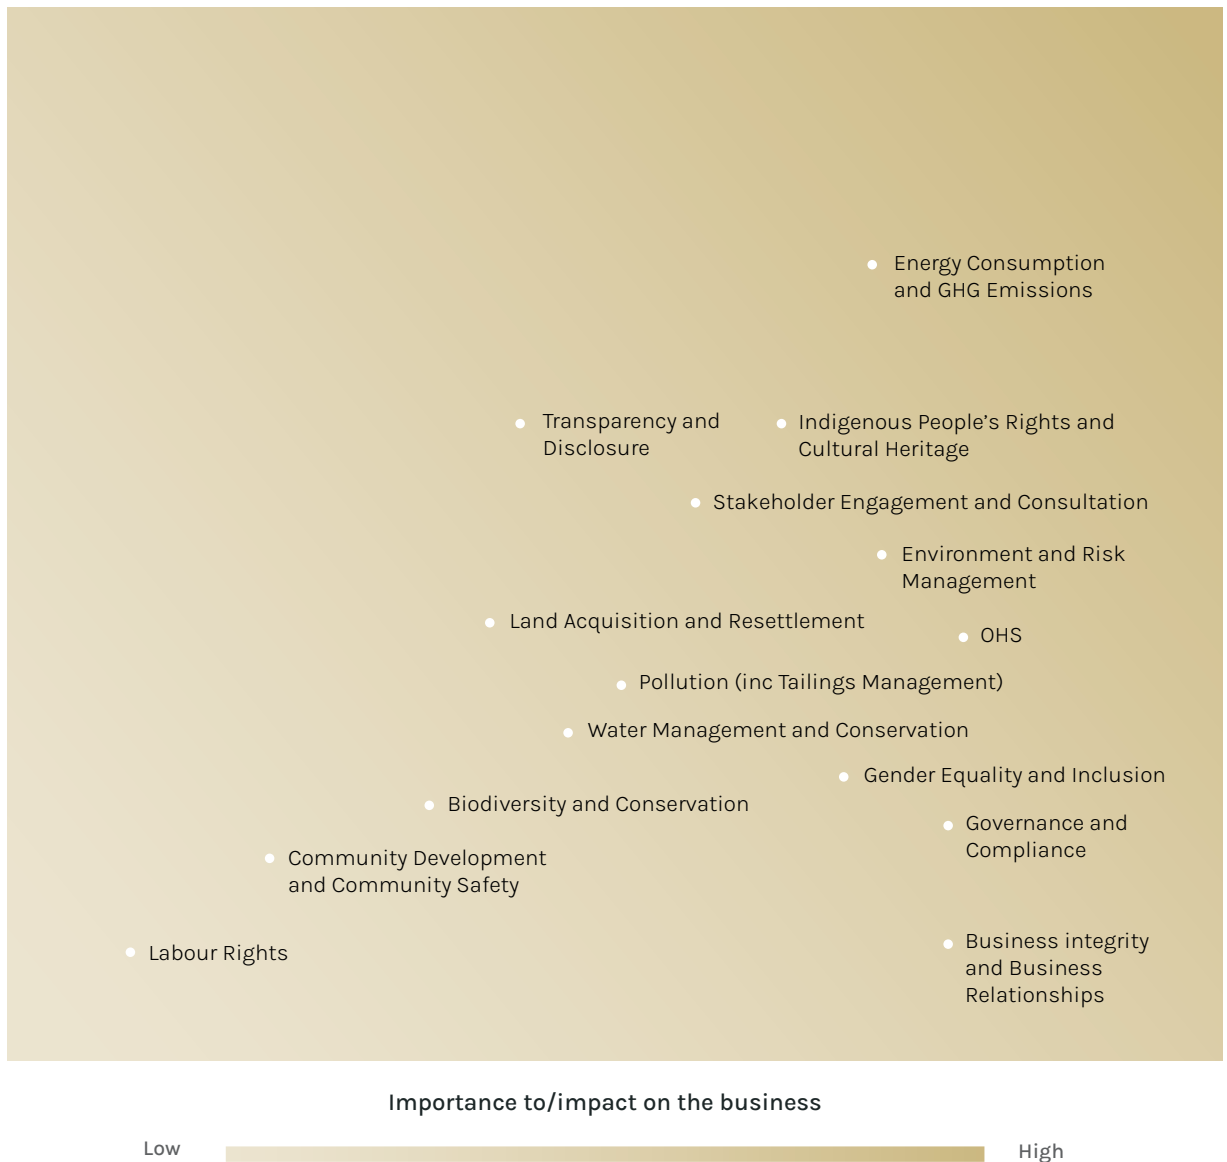 Energy Consumption
and GHG Emissions
Transparency and
Disclosure
Indigenous People’s Rights and
Cultural Heritage
Stakeholder Engagement and Consultation
Environment and Risk
Management
Land Acquisition and Resettlement
OHS
Pollution (inc Tailings Management)
Water Management and Conservation
Gender Equality and Inclusion
Biodiversity and Conservation
Governance and
Compliance
Community Development
and Community Safety
Business integrity
and Business
Relationships
Labour Rights
Importance to/impact on the business
Low
High